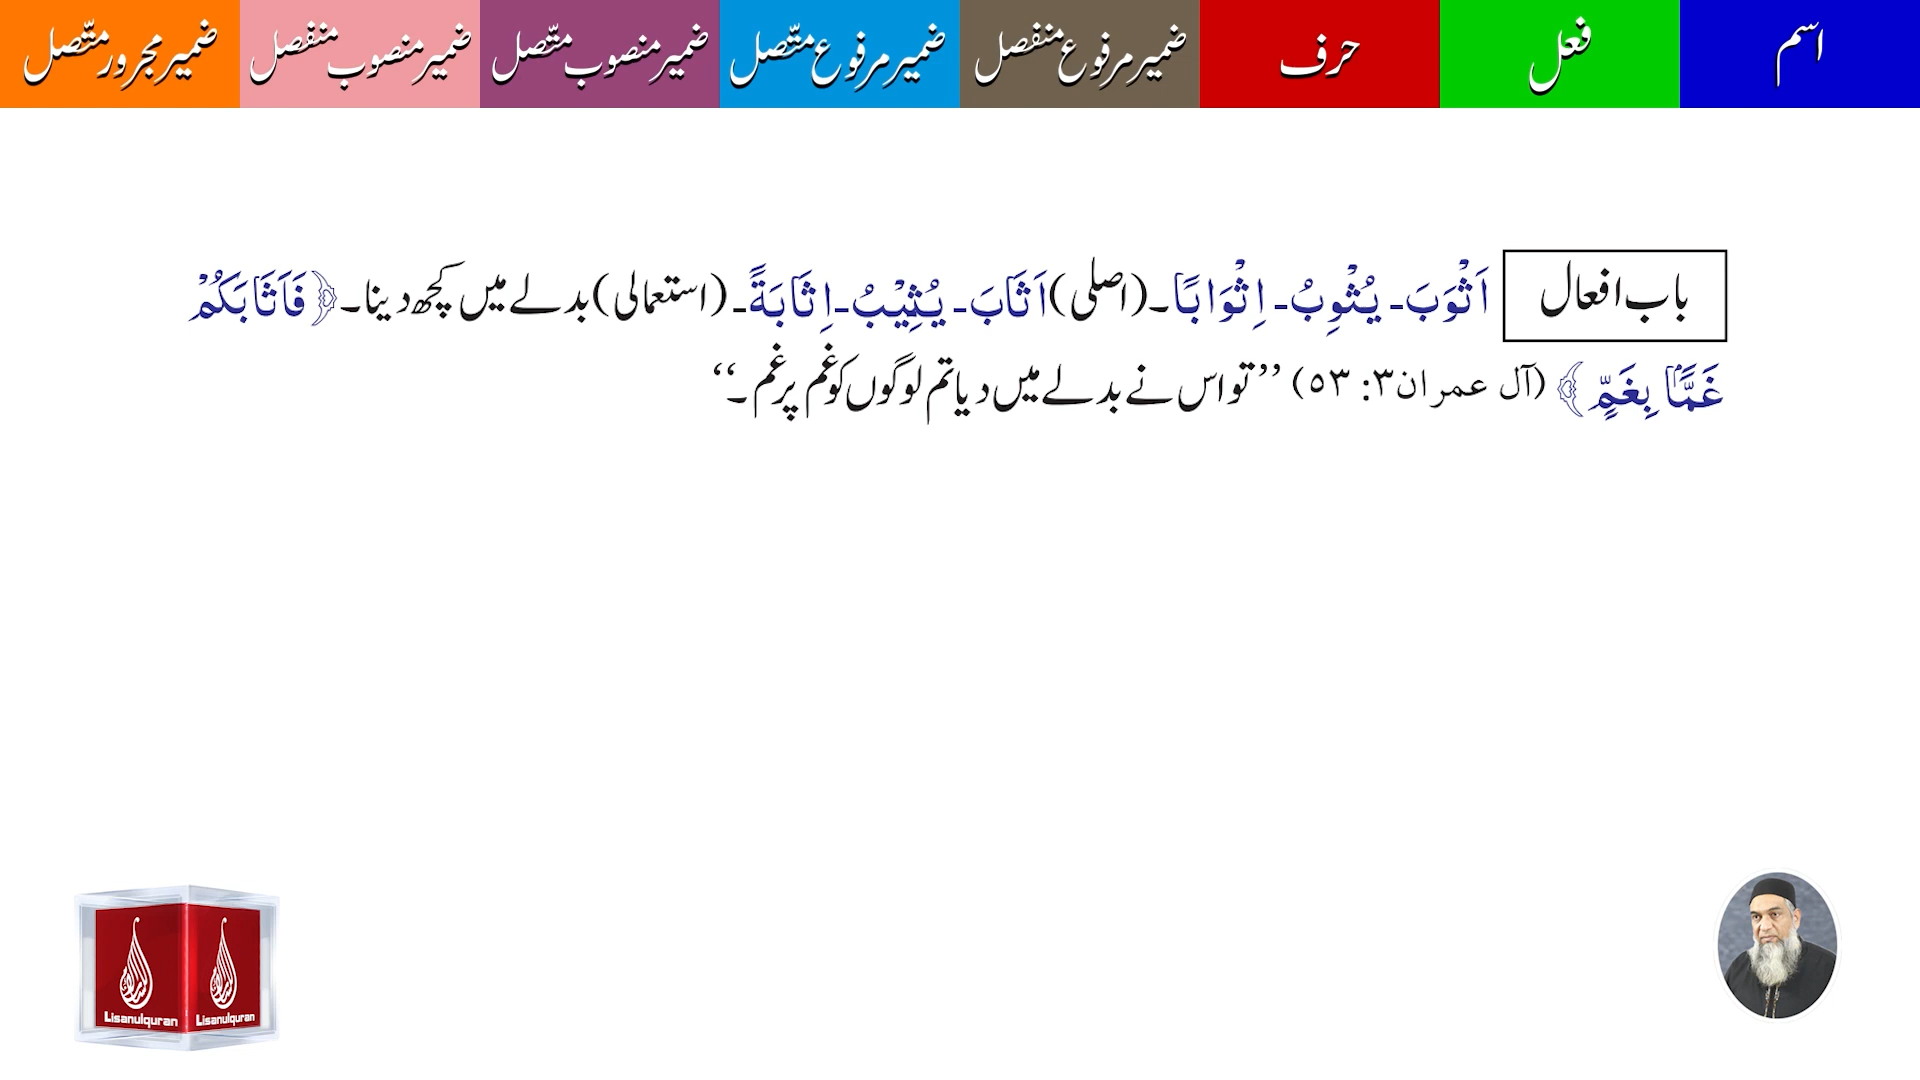 اسم فعل حرف ضمیر مرفوع منفصل ضمیر مرفوع متّصل ضمیر منصوب متّصل ضمیر منصوب منفصل ضمیر مجرور متّصل
باب افعال اَثْوَبَ۔ یُثْوِبُ۔ اِثْوَابًا۔ (اصلی) اَثَابَ۔ یُثِیْبُ۔ اِثَابَۃً۔ (استعمالی) بدلے میں کچھ دینا۔ ﴿فَاَثَابَکُمْ
غَمًّۢا بِغَمٍّ﴾ (آل عمران۳: ۵۳) ’’تو اس نے بدلے میں دیا تم لوگوں کو غم پر غم۔‘‘
Lisanulquran Lisanulquran